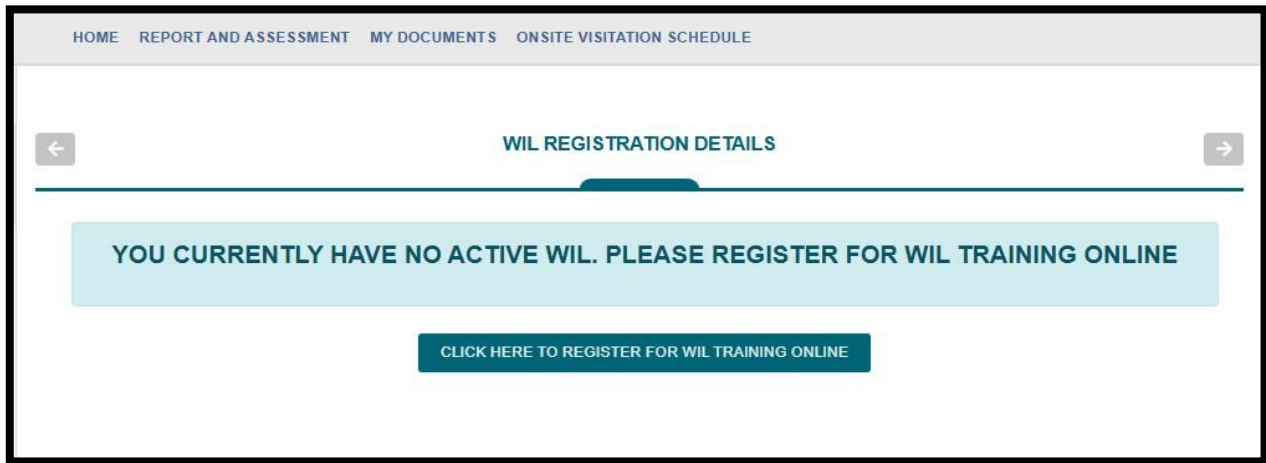 HOME REPORT AND ASSESSMENT MY DOCUMENTS ONSITE VISITATION SCHEDULE
WIL REGISTRATION DETAILS
YOU CURRENTLY HAVE NO ACTIVE WIL. PLEASE REGISTER FOR WIL TRAINING ONLINE
CLICK HERE TO REGISTER FOR WIL TRAINING ONLINE